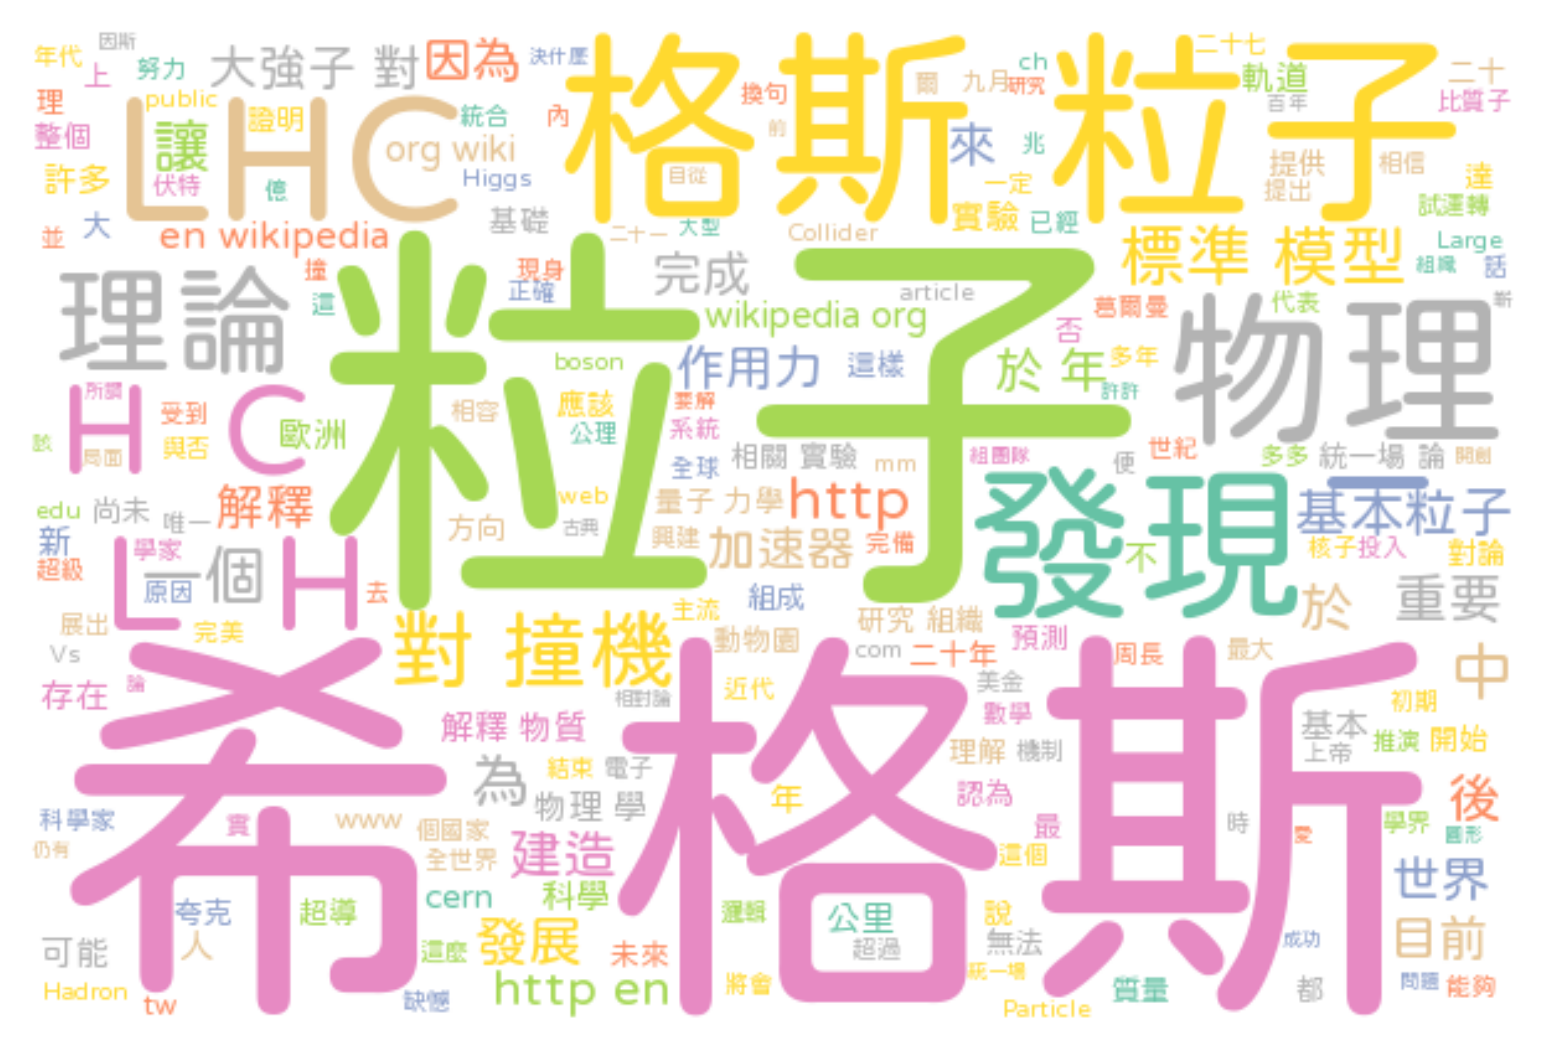 年代
因斯
上
努力
大強子 對
因為
決什麼
格斯 粒子
二十七
ch
九月
研究
爾
軌道
二十
百年
比質子
理
public
LHC
讓
證明
統合
內
換句
前
來
兆
提供
相信
整個
org wiki
許多
伏特
億
Higgs
目從
一定
提出
達
並
大
en wikipedia
基礎
二十一
大型
Collider
實驗
已經
試運轉
標準 模型
Large
組織
話
理論
撞
這
粒子
現身
正確
完成
article
葛爾曼
代表
嶄
wikipedia org
否
物理
boson
作用力
這樣
於 年
多年
許許
H C
所謂
受到
歐洲
相容
應該
要解
與否
公理
系統
該
局面
全球
相關 實驗
mm
組團隊
便
世紀
多多
統一場 論
開創
edu
尚未
唯一
解釋
web
量子 力學
http
發現
基本粒子
新
方向
古典
興建
加速器
完備
不
核子
投入
對論
學家
超級
L H
一個
原因
去
主流
組成
於
重要
展出
完美
對 撞機
研究 組織
動物園
預測
Vs
希格斯
com
二十年
周長
最大
中
存在
論
相對論
近代
美金
初期
解釋 物質
數學
基本
上帝
推演
開始
為
結束
電子
理解
機制
物理 學
年
認為
後
科學家
實
www
個國家
最
時
愛
學界
圓形
仍有
建造
全世界
這個
世界
cern
科學
夸克
超導
邏輯
公里
說
目前
可能
人
這麼
發展
未來
超過
無法
成功
Hadron
tw
缺憾
http en
將會
統一場
Particle
質量
都
問題
能夠